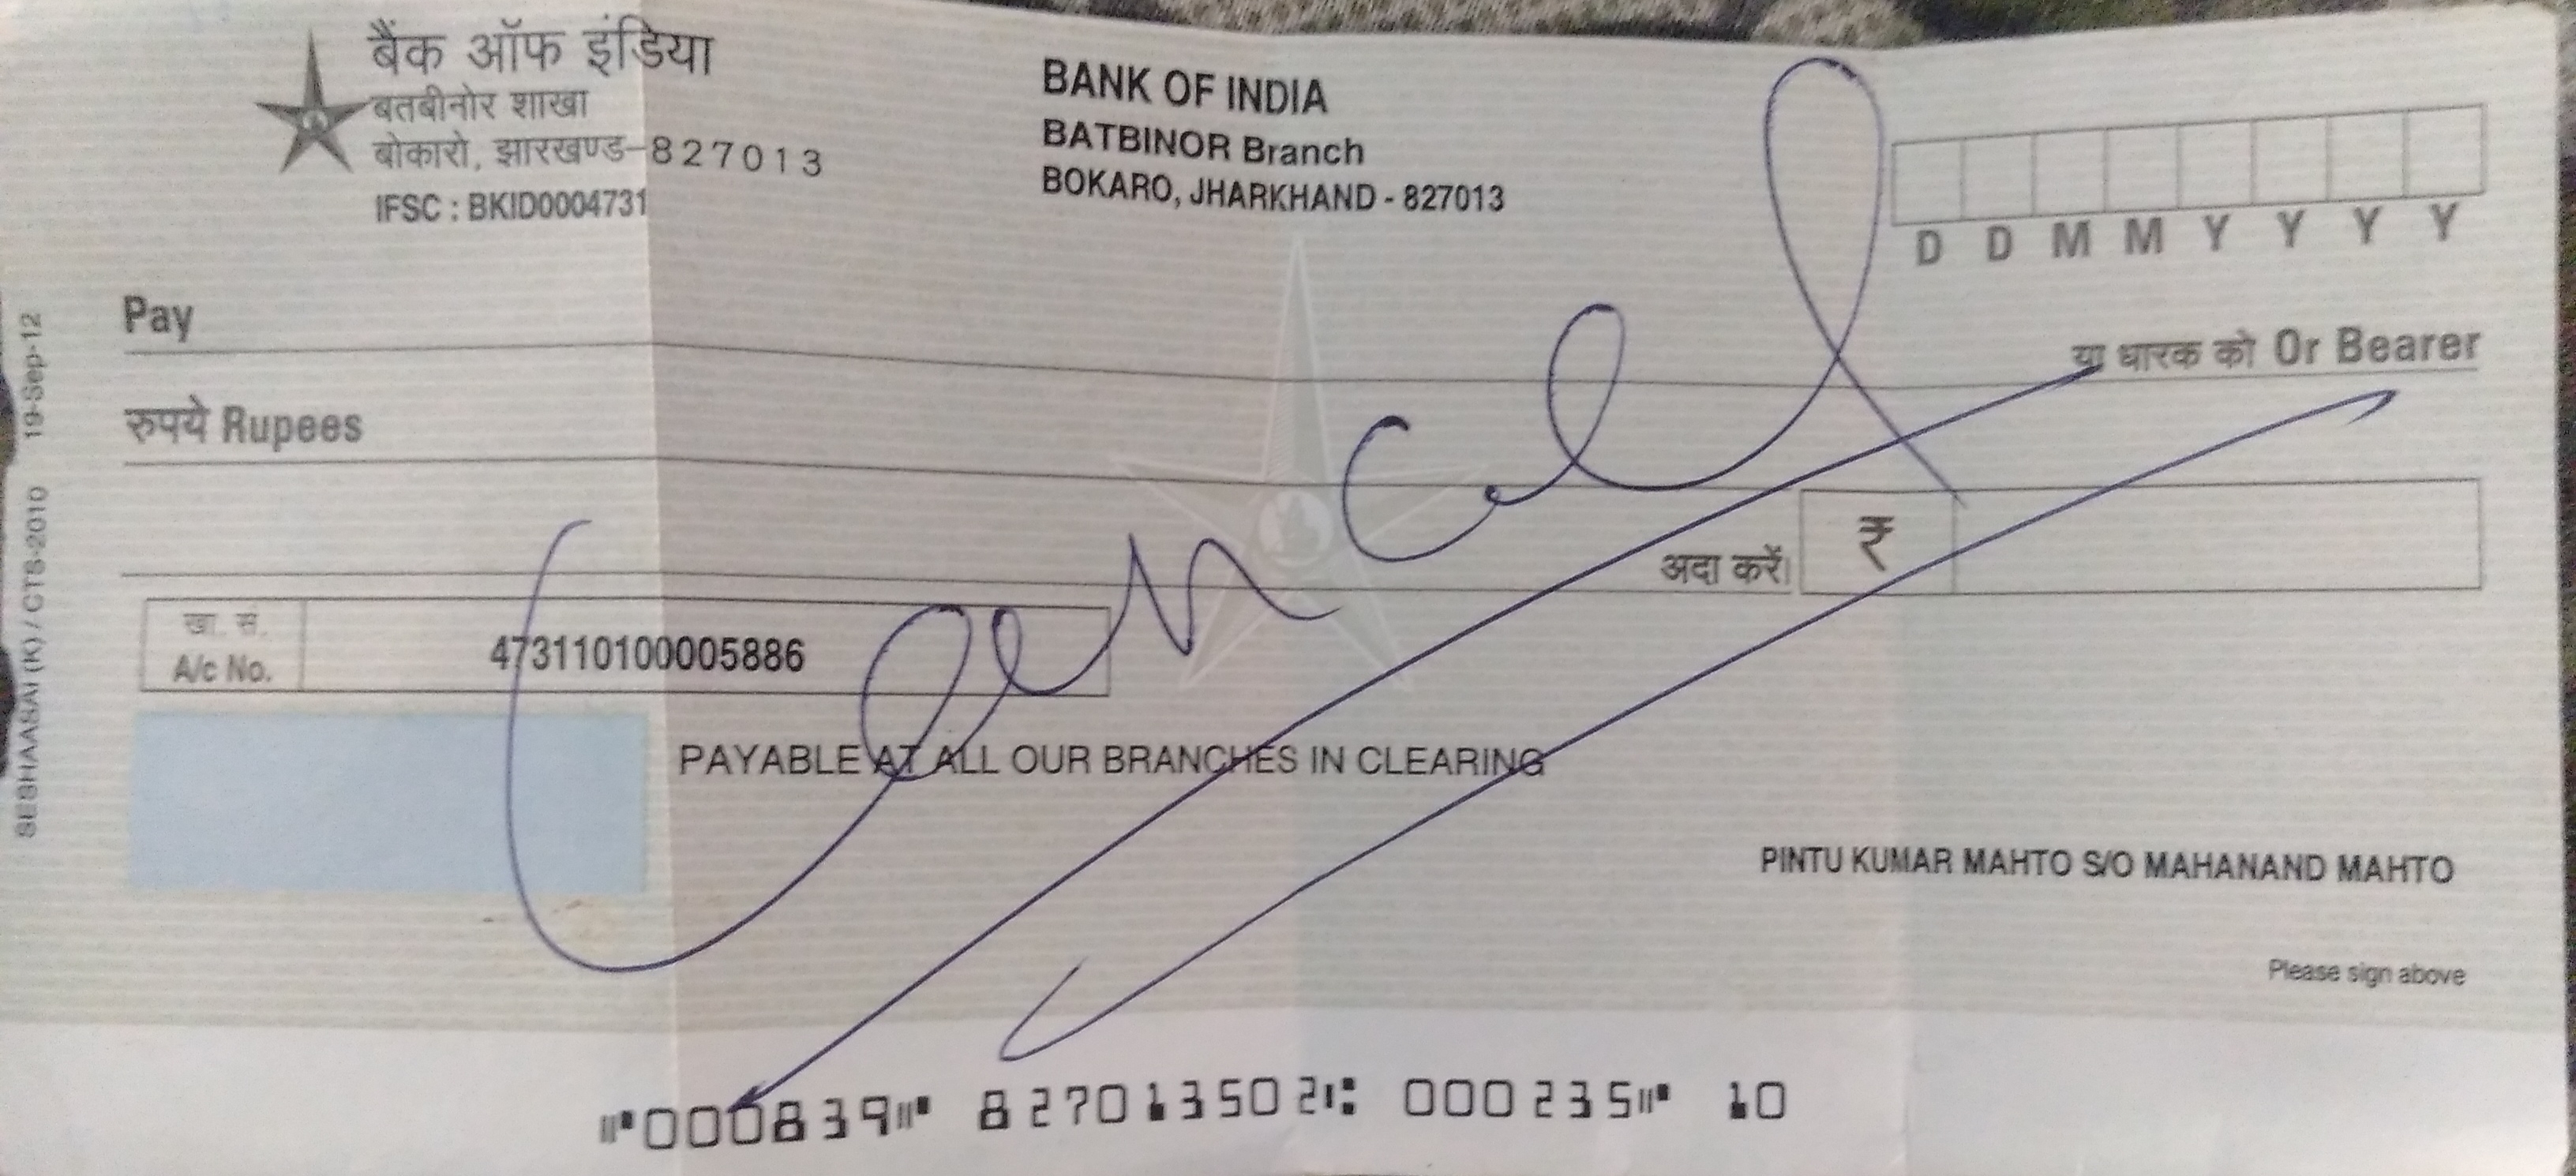 बैंक ऑफ इंडिया
बतबीनोर शाखा
बोकारो, झारखण्ड-827013
IFSC : BKID0004731
BANK OF INDIA
BATBINOR Branch
BOKARO, JHARKHAND - 827013
D D M M Y Y Y Y
Pay
या धारक को Or Bearer
रुपये Rupees
अदा करें
₹
Cencel
खा. सं.
A/c No.
473110100005886
PAYABLE AT ALL OUR BRANCHES IN CLEARING
PINTU KUMAR MAHTO S/O MAHANAND MAHTO
Please sign above
⑈000839⑈ 827013502⑆ 000235⑈ 10
(K) / CTS-2010 19-Sep-12